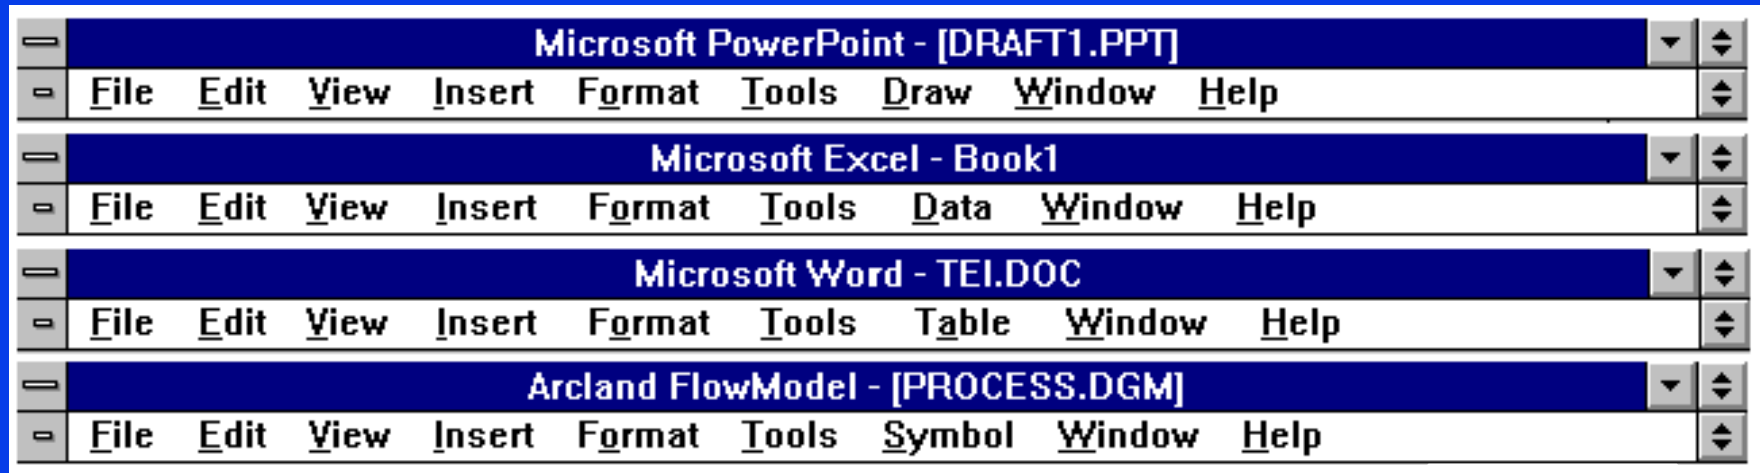 Microsoft PowerPoint - [DRAFT1.PPT]
File Edit View Insert Format Tools Draw Window Help
Microsoft Excel - Book1
File Edit View Insert Format Tools Data Window Help
Microsoft Word - TEI.DOC
File Edit View Insert Format Tools Table Window Help
Arcland FlowModel - [PROCESS.DGM]
File Edit View Insert Format Tools Symbol Window Help